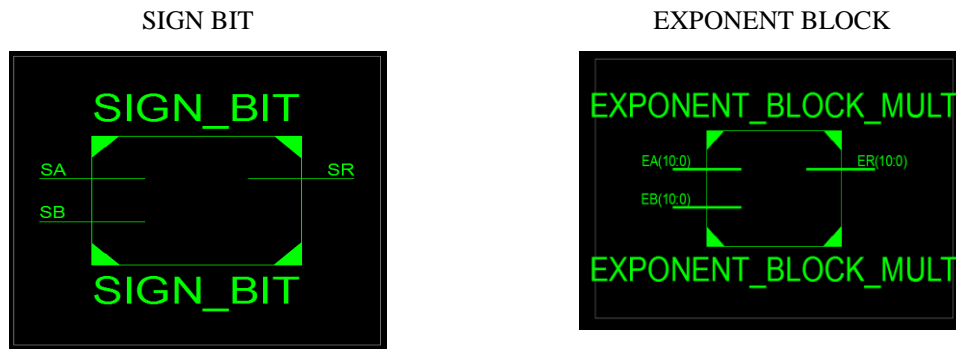 SIGN BIT
SIGN_BIT
SA
SR
SB
SIGN_BIT
EXPONENT BLOCK
EXPONENT_BLOCK_MULT
EA(10:0)
ER(10:0)
EB(10:0)
EXPONENT_BLOCK_MULT